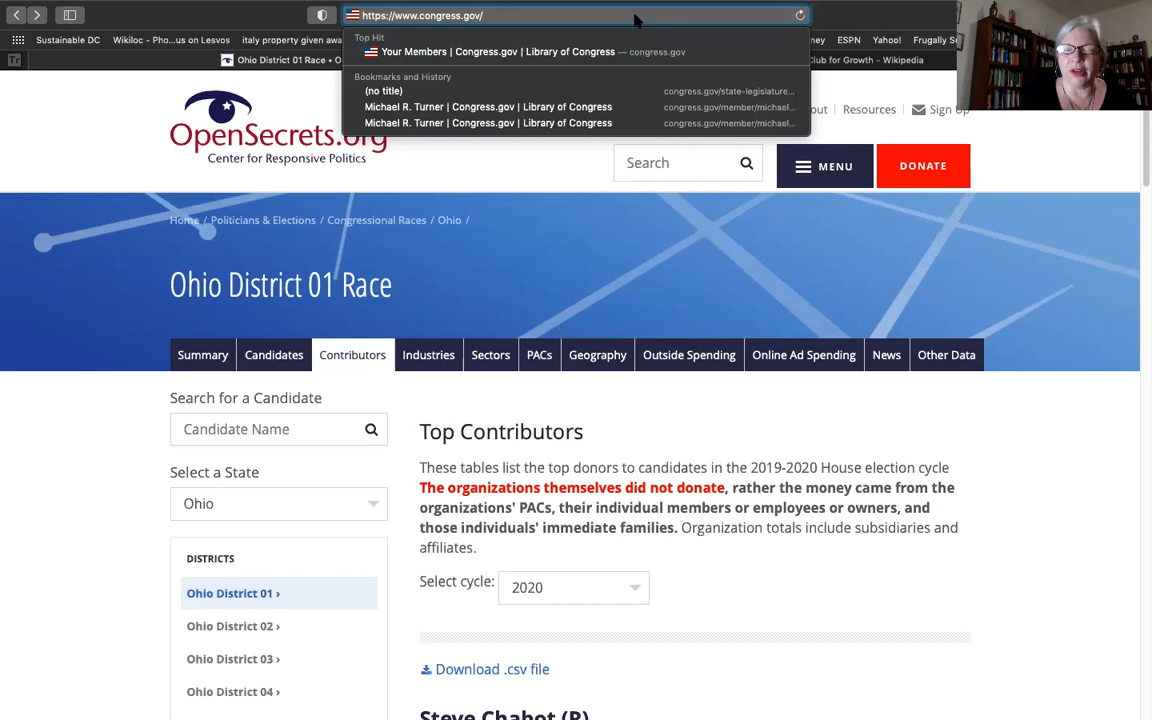 https://www.congress.gov/
Sustainable DC
Wikiloc - Pho...us on Lesvos
italy property given awa
ney
ESPN
Yahoo!
Frugally S
Top Hit
Your Members | Congress.gov | Library of Congress — congress.gov
Bookmarks and History
(no title)
congress.gov/state-legislature...
Michael R. Turner | Congress.gov | Library of Congress
congress.gov/member/michael...
Michael R. Turner | Congress.gov | Library of Congress
congress.gov/member/michael...
Tr
Ohio District 01 Race • O
Club for Growth - Wikipedia
OpenSecrets.org
Center for Responsive Politics
out
Resources
Sign Up
Search
MENU
DONATE
Home / Politicians & Elections / Congressional Races / Ohio /
Ohio District 01 Race
Summary
Candidates
Contributors
Industries
Sectors
PACs
Geography
Outside Spending
Online Ad Spending
News
Other Data
Search for a Candidate
Candidate Name
Select a State
Ohio
DISTRICTS
Ohio District 01 ›
Ohio District 02 ›
Ohio District 03 ›
Ohio District 04 ›
Top Contributors
These tables list the top donors to candidates in the 2019-2020 House election cycle
The organizations themselves did not donate, rather the money came from the
organizations' PACs, their individual members or employees or owners, and
those individuals' immediate families. Organization totals include subsidiaries and
affiliates.
Select cycle:
2020
Download .csv file
Steve Chabot (R)